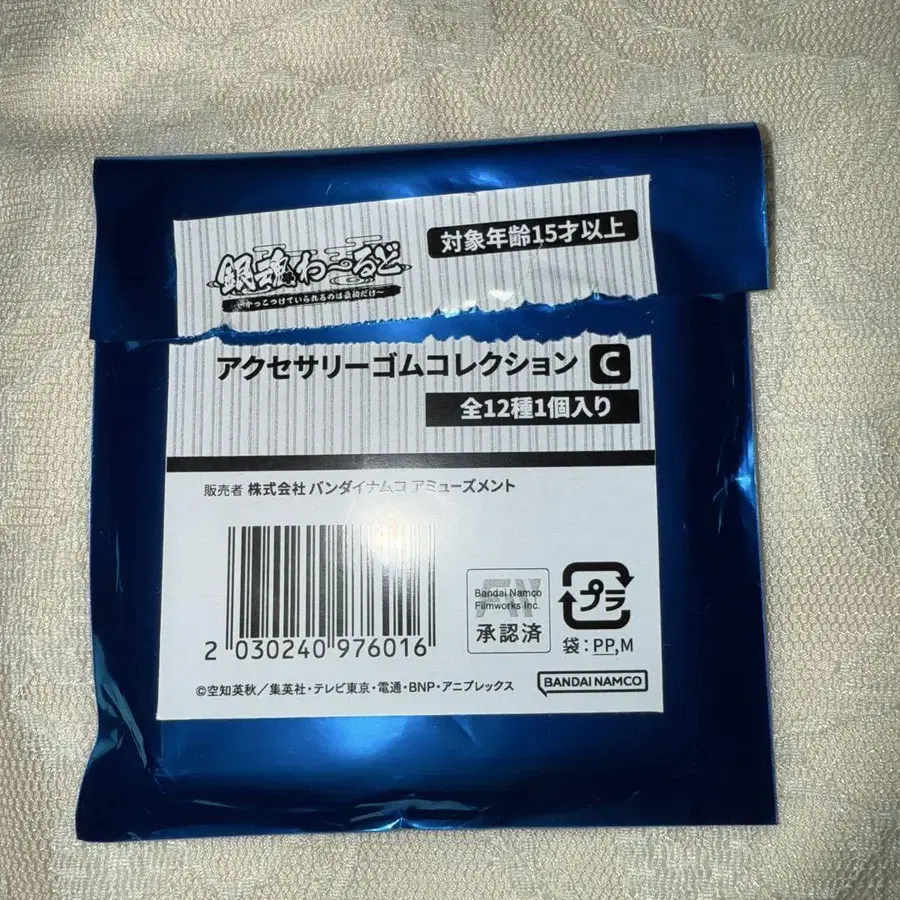 対象年齢15才以上
銀魂わ〜るど
〜かっこつけていられるのは最初だけ〜
アクセサリーゴムコレクション C
全12種1個入り
販売者 株式会社 バンダイナムコ アミューズメント
2 030240 976016
Bandai Namco
Filmworks Inc.
承認済
プラ
袋：PP,M
©空知英秋／集英社・テレビ東京・電通・BNP・アニプレックス
BANDAI NAMCO